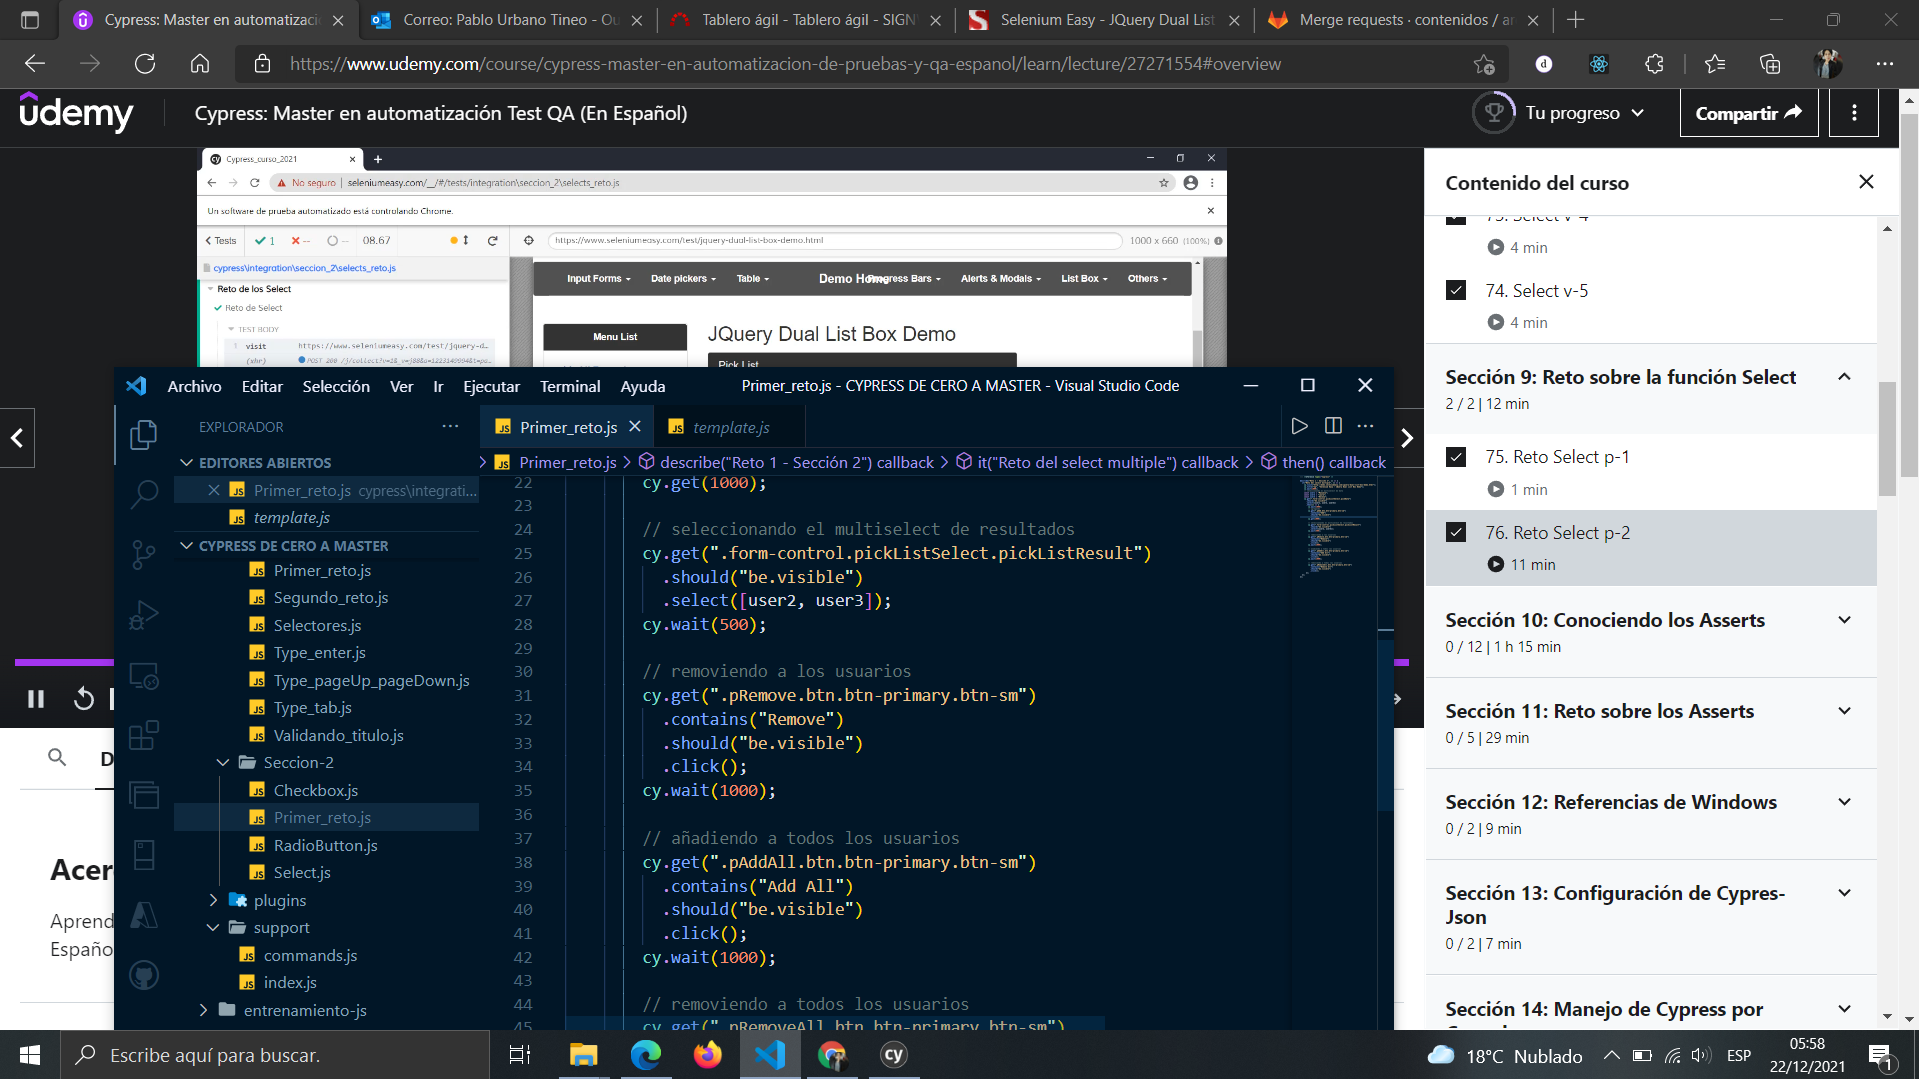 Cypress: Master en automatizació
Correo: Pablo Urbano Tineo - Ou
Tablero ágil - Tablero ágil - SIGN
Selenium Easy - JQuery Dual List
Merge requests · contenidos / ar
https://www.udemy.com/course/cypress-master-en-automatizacion-de-pruebas-y-qa-espanol/learn/lecture/27271554#overview
udemy
Cypress: Master en automatización Test QA (En Español)
Tu progreso
Compartir
Cypress_curso_2021
No seguro | seleniumeasy.com/__/#/tests/integration\seccion_2\selects_reto.js
Un software de prueba automatizado está controlando Chrome.
Tests
1
--
--
08.67
https://www.seleniumeasy.com/test/jquery-dual-list-box-demo.html
1000 x 660 (100%)
cypress\integration\seccion_2\selects_reto.js
Reto de los Select
Reto de Select
TEST BODY
1 visit https://www.seleniumeasy.com/test/jquery-d...
(xhr)
Input Forms
Date pickers
Table
Demo Home
Progress Bars
Alerts & Modals
List Box
Others
Menu List
JQuery Dual List Box Demo
Pick List
Archivo Editar Selección Ver Ir Ejecutar Terminal Ayuda
Primer_reto.js - CYPRESS DE CERO A MASTER - Visual Studio Code
EXPLORADOR
Primer_reto.js
template.js
EDITORES ABIERTOS
Primer_reto.js cypress\integrati...
template.js
CYPRESS DE CERO A MASTER
Primer_reto.js
Segundo_reto.js
Selectores.js
Type_enter.js
Type_pageUp_pageDown.js
Type_tab.js
Validando_titulo.js
Seccion-2
Checkbox.js
Primer_reto.js
RadioButton.js
Select.js
plugins
support
commands.js
index.js
entrenamiento-js
Primer_reto.js > describe("Reto 1 - Sección 2") callback > it("Reto del select multiple") callback > then() callback
22 cy.get(1000);
23
24 // seleccionando el multiselect de resultados
25 cy.get(".form-control.pickListSelect.pickListResult")
26 .should("be.visible")
27 .select([user2, user3]);
28 cy.wait(500);
29
30 // removiendo a los usuarios
31 cy.get(".pRemove.btn.btn-primary.btn-sm")
32 .contains("Remove")
33 .should("be.visible")
34 .click();
35 cy.wait(1000);
36
37 // añadiendo a todos los usuarios
38 cy.get(".pAddAll.btn.btn-primary.btn-sm")
39 .contains("Add All")
40 .should("be.visible")
41 .click();
42 cy.wait(1000);
43
44 // removiendo a todos los usuarios
45 cy.get(".pRemoveAll.btn.btn-primary.btn-sm")
D
Acer
Aprend
Españo
Contenido del curso
73. Select v-4
4 min
74. Select v-5
4 min
Sección 9: Reto sobre la función Select
2 / 2 | 12 min
75. Reto Select p-1
1 min
76. Reto Select p-2
11 min
Sección 10: Conociendo los Asserts
0 / 12 | 1 h 15 min
Sección 11: Reto sobre los Asserts
0 / 5 | 29 min
Sección 12: Referencias de Windows
0 / 2 | 9 min
Sección 13: Configuración de Cypres-
Json
0 / 2 | 7 min
Sección 14: Manejo de Cypress por
Escribe aquí para buscar.
cy
18°C Nublado
ESP
05:58
22/12/2021
1